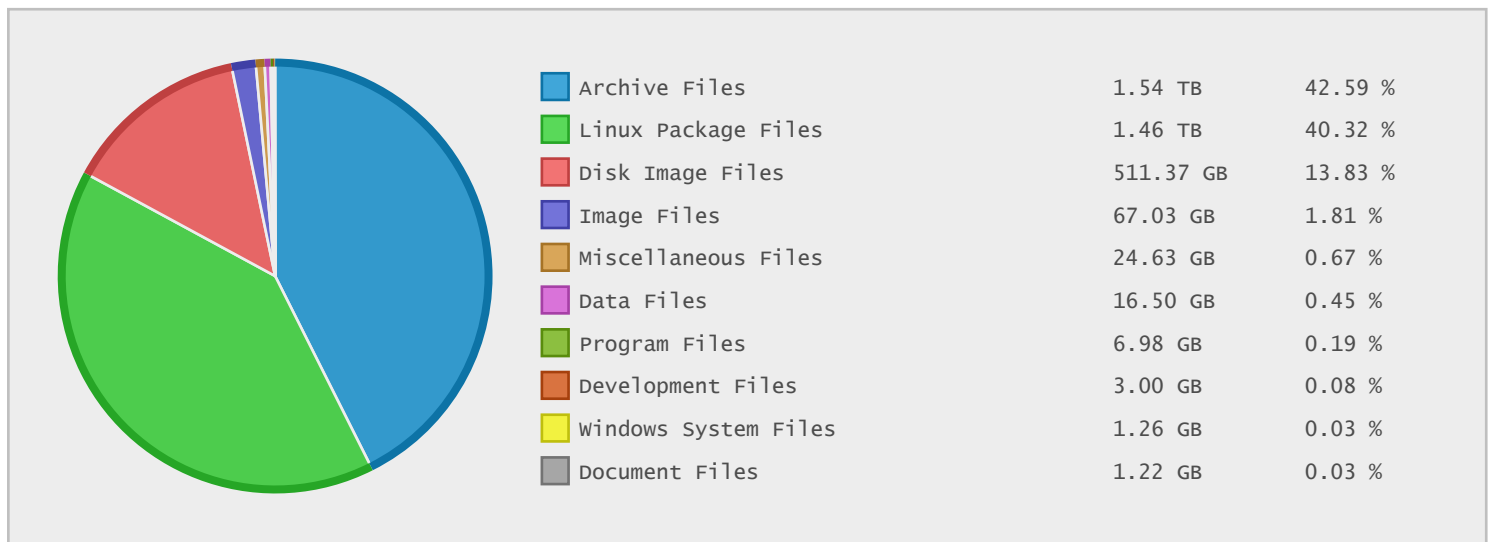 Archive Files 1.54 TB 42.59 %
Linux Package Files 1.46 TB 40.32 %
Disk Image Files 511.37 GB 13.83 %
Image Files 67.03 GB 1.81 %
Miscellaneous Files 24.63 GB 0.67 %
Data Files 16.50 GB 0.45 %
Program Files 6.98 GB 0.19 %
Development Files 3.00 GB 0.08 %
Windows System Files 1.26 GB 0.03 %
Document Files 1.22 GB 0.03 %